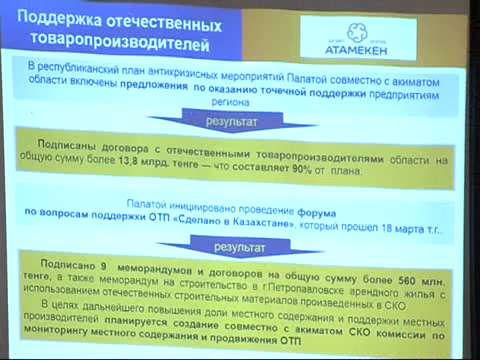 Поддержка отечественных
товаропроизводителей
АТАМЕКЕН
В республиканский план антикризисных мероприятий Палатой совместно с акиматом
области включены предложения по оказанию точечной поддержки предприятиям
региона
результат
Подписаны договора с отечественными товаропроизводителями области на
общую сумму более 13,8 млрд. тенге — что составляет 90% от плана.
Палатой инициировано проведение форума
по вопросам поддержки ОТП «Сделано в Казахстане», который прошел 18 марта т.г..
результат
Подписано 9 меморандумов и договоров на общую сумму более 560 млн.
тенге, а также меморандум на строительство в г.Петропавловске арендного жилья с
использованием отечественных строительных материалов произведенных в СКО
В целях дальнейшего повышения доли местного содержания и поддержки местных
производителей планируется создание совместно с акиматом СКО комиссии по
мониторингу местного содержания и продвижения ОТП